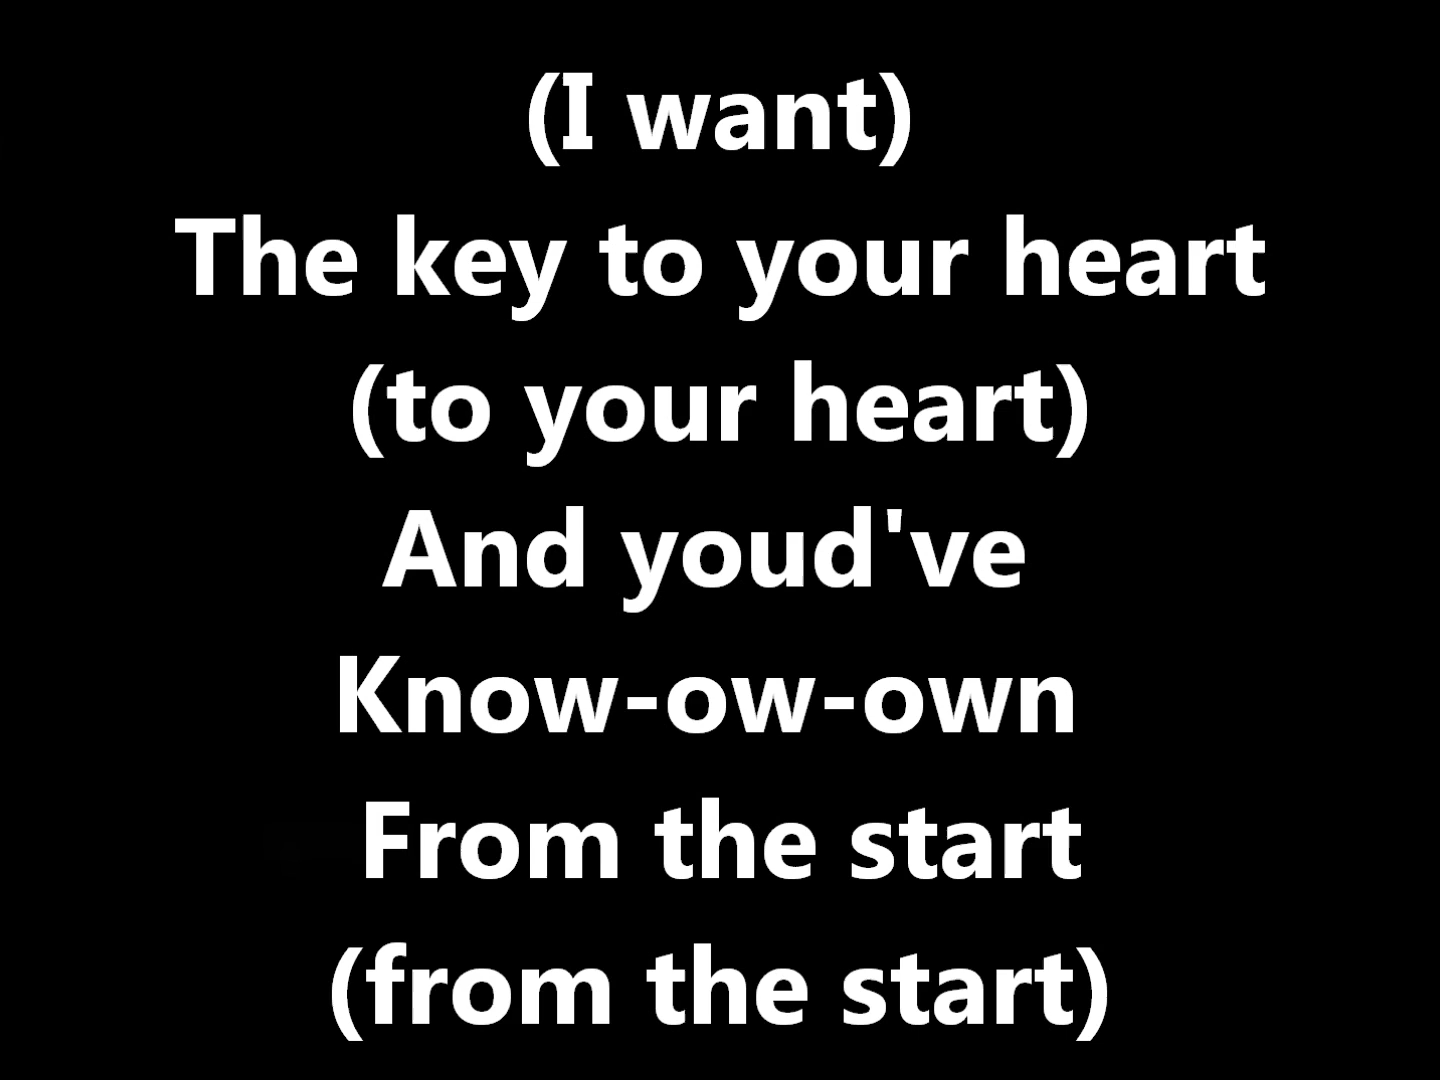 (I want)
The key to your heart
(to your heart)
And youd've
Know-ow-own
From the start
(from the start)